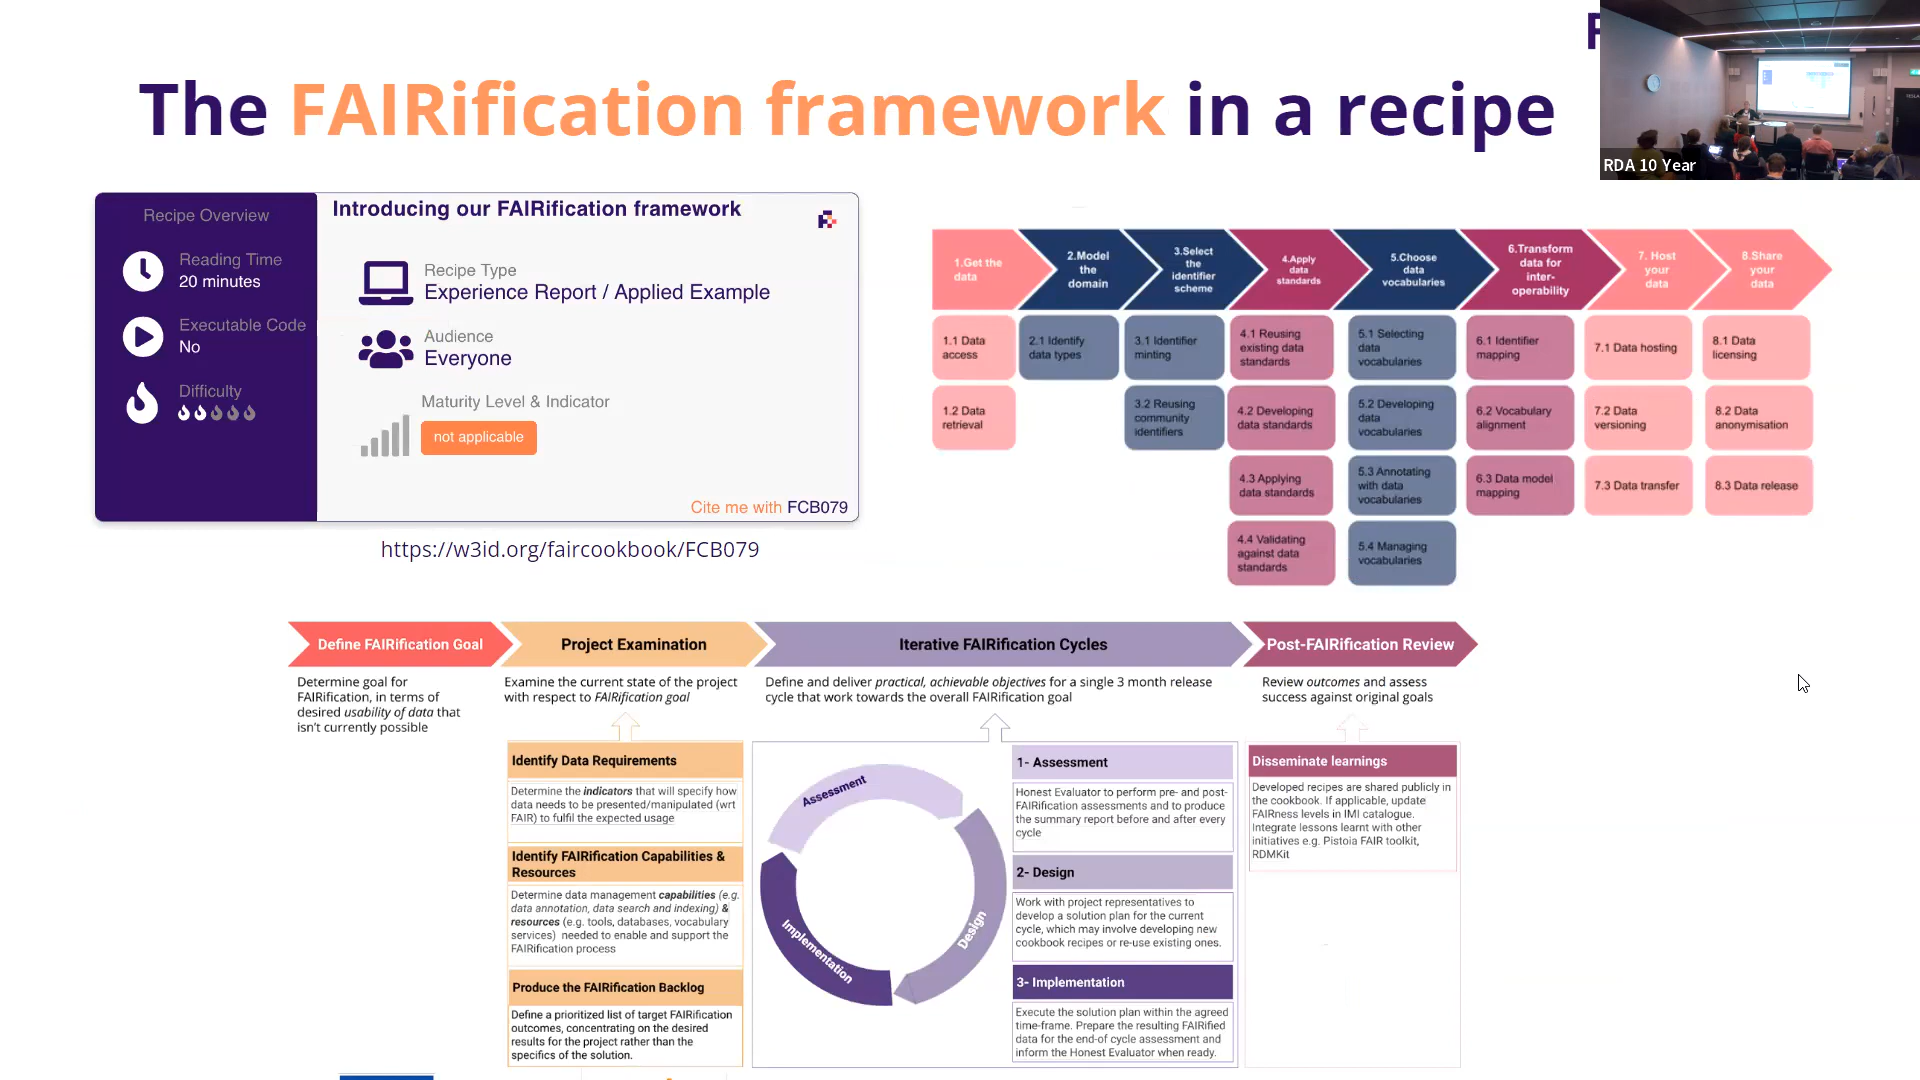 The FAIRification framework in a recipe
RDA 10 Year
Recipe Overview
Reading Time
20 minutes
Executable Code
No
Difficulty
Introducing our FAIRification framework
Recipe Type
Experience Report / Applied Example
Audience
Everyone
Maturity Level & Indicator
not applicable
Cite me with FCB079
https://w3id.org/faircookbook/FCB079
1.Get the
data
2.Model
the
domain
3.Select
the
identifier
scheme
4.Apply
data
standards
5.Choose
data
vocabularies
6.Transform
data for
inter-
operability
7. Host
your
data
8.Share
your
data
1.1 Data
access
1.2 Data
retrieval
2.1 Identify
data types
3.1 Identifier
minting
3.2 Reusing
community
identifiers
4.1 Reusing
existing data
standards
4.2 Developing
data standards
4.3 Applying
data standards
4.4 Validating
against data
standards
5.1 Selecting
data
vocabularies
5.2 Developing
data
vocabularies
5.3 Annotating
with data
vocabularies
5.4 Managing
vocabularies
6.1 Identifier
mapping
6.2 Vocabulary
alignment
6.3 Data model
mapping
7.1 Data hosting
7.2 Data
versioning
7.3 Data transfer
8.1 Data
licensing
8.2 Data
anonymisation
8.3 Data release
Define FAIRification Goal
Determine goal for
FAIRification, in terms of
desired usability of data that
isn't currently possible
Project Examination
Examine the current state of the project
with respect to FAIRification goal
Identify Data Requirements
Determine the indicators that will specify how
data needs to be presented/manipulated (wrt
FAIR) to fulfil the expected usage
Identify FAIRification Capabilities &
Resources
Determine data management capabilities (e.g.
data annotation, data search and indexing) &
resources (e.g. tools, databases, vocabulary
services) needed to enable and support the
FAIRification process
Produce the FAIRification Backlog
Define a prioritized list of target FAIRification
outcomes, concentrating on the desired
results for the project rather than the
specifics of the solution.
Iterative FAIRification Cycles
Define and deliver practical, achievable objectives for a single 3 month release
cycle that work towards the overall FAIRification goal
Assessment
Design
Implementation
1- Assessment
Honest Evaluator to perform pre- and post-
FAIRification assessments and to produce
the summary report before and after every
cycle
2- Design
Work with project representatives to
develop a solution plan for the current
cycle, which may involve developing new
cookbook recipes or re-use existing ones.
3- Implementation
Execute the solution plan within the agreed
time-frame. Prepare the resulting FAIRified
data for the end-of cycle assessment and
inform the Honest Evaluator when ready.
Post-FAIRification Review
Review outcomes and assess
success against original goals
Disseminate learnings
Developed recipes are shared publicly in
the cookbook. If applicable, update
FAIRness levels in IMI catalogue.
Integrate lessons learnt with other
initiatives e.g. Pistoia FAIR toolkit,
RDMKit